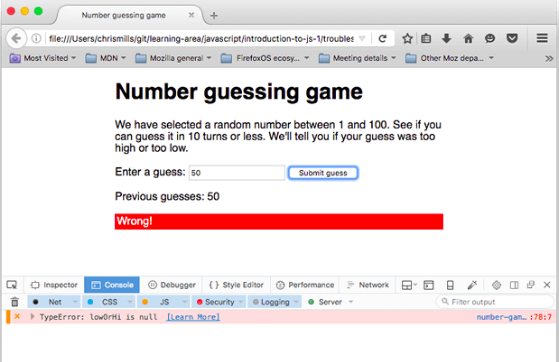 Number guessing game
file:///Users/chrismills/git/learning-area/javascript/introduction-to-js-1/troubles
Most Visited MDN Mozilla general FirefoxOS ecosy... Meeting details Other Moz depa...
Number guessing game
We have selected a random number between 1 and 100. See if you
can guess it in 10 turns or less. We'll tell you if your guess was too
high or too low.
Enter a guess: 50 Submit guess
Previous guesses: 50
Wrong!
Inspector Console Debugger { } Style Editor Performance Network
Net CSS JS Security Logging Server Filter output
TypeError: lowOrHi is null [Learn More] number-gam… :78:7